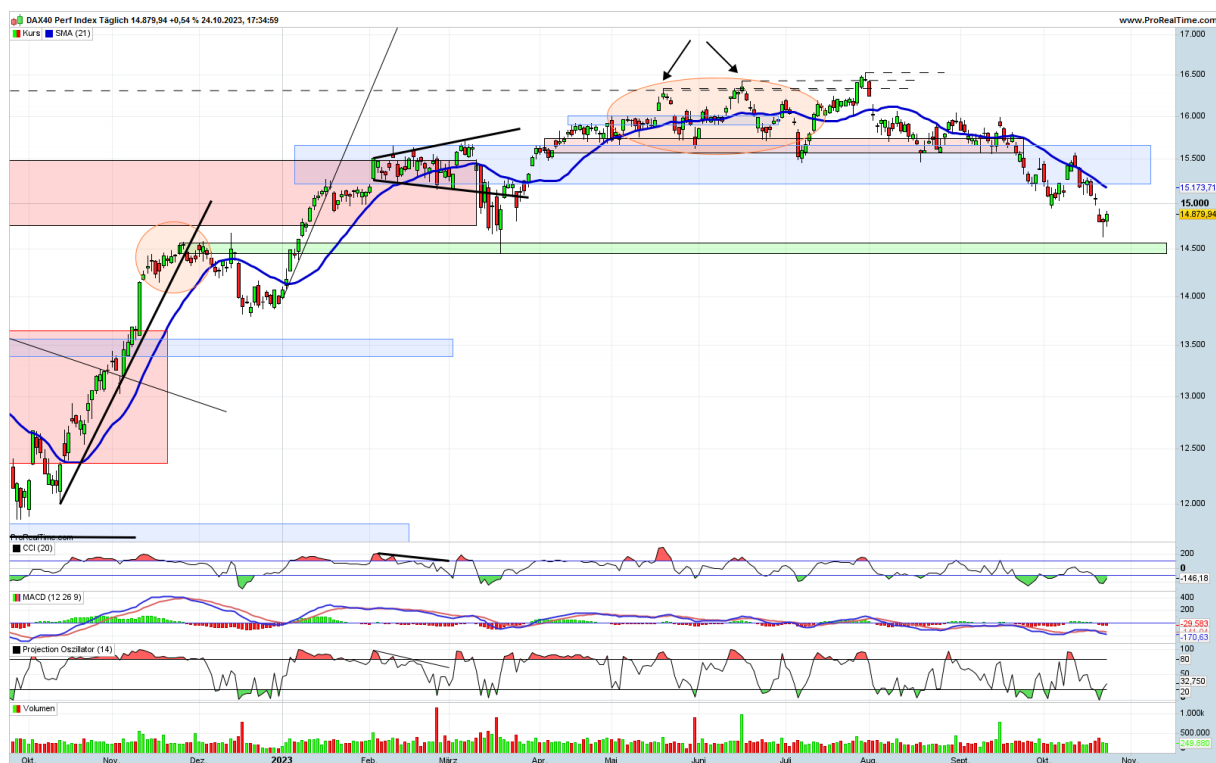 DAX40 Perf Index Täglich 14.879,94 +0,54 % 24.10.2023, 17:34:59
www.ProRealTime.com
Kurs SMA (21)
17.000
16.500
16.000
15.500
15.173,71
15.000
14.879,94
14.500
14.000
13.500
13.000
12.500
12.000
ProRealTime.com
CCI (20)
200
0
-146,18
MACD (12 26 9)
400
200
-29,583
-170,63
Projection Oszillator (14)
100
80
50
32,750
20
Volumen
1.000k
500.000
249.880
Okt Nov Dez 2023 Feb März Apr Mai Juni Juli Aug Sept Okt Nov